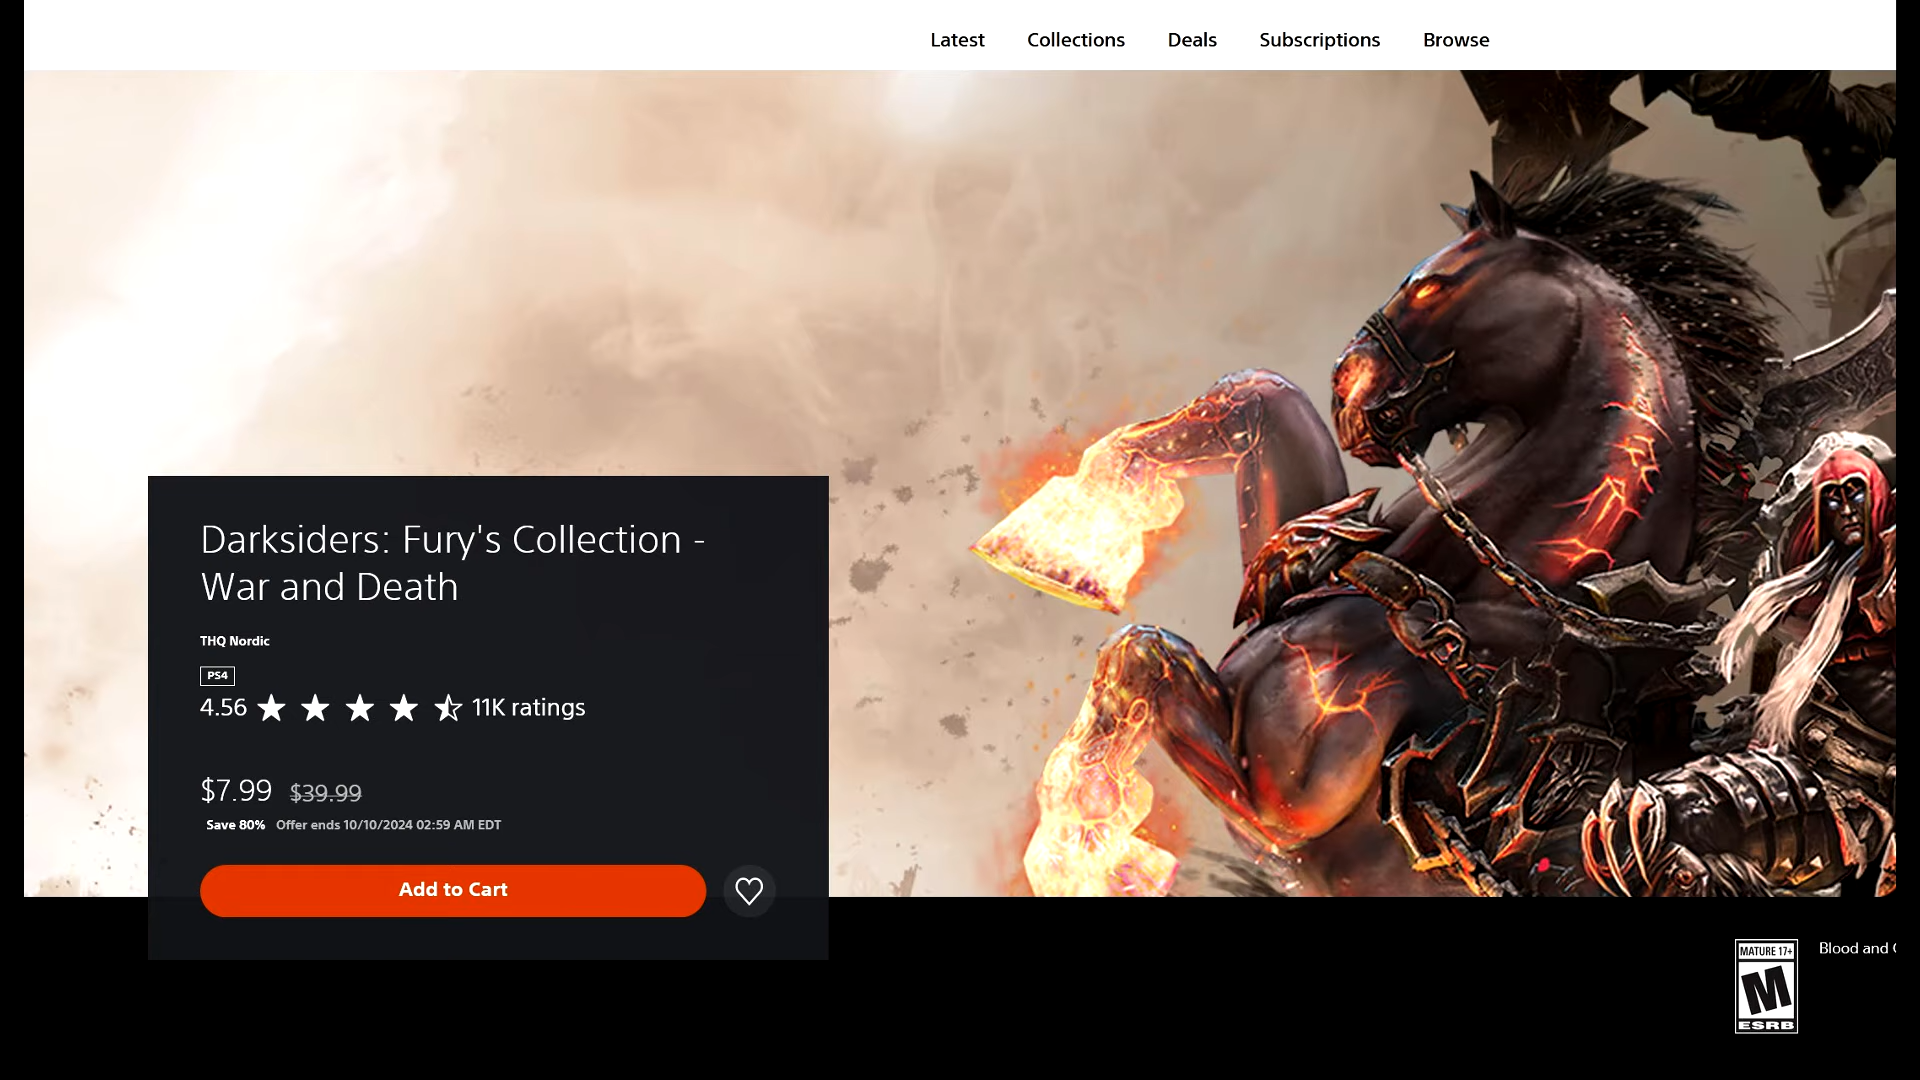 Latest Collections Deals Subscriptions Browse
Darksiders: Fury's Collection -
War and Death
THQ Nordic
PS4
4.56 11K ratings
$7.99 $39.99
Save 80% Offer ends 10/10/2024 02:59 AM EDT
Add to Cart
MATURE 17+
M
ESRB
Blood and